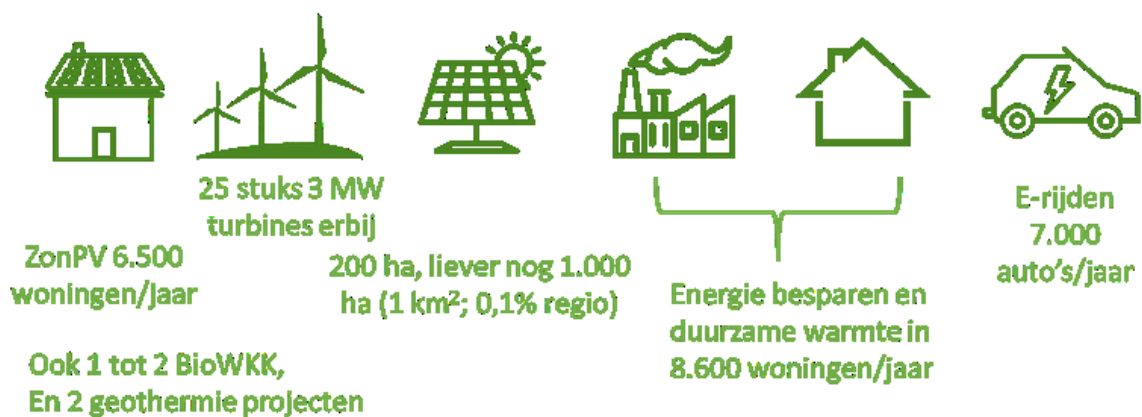 25 stuks 3 MW
turbines erbij
ZonPV 6.500
woningen/jaar
200 ha, liever nog 1.000
ha (1 km²; 0,1% regio)
Energie besparen en
duurzame warmte in
8.600 woningen/jaar
E-rijden
7.000
auto's/jaar
Ook 1 tot 2 BioWKK,
En 2 geothermie projecten